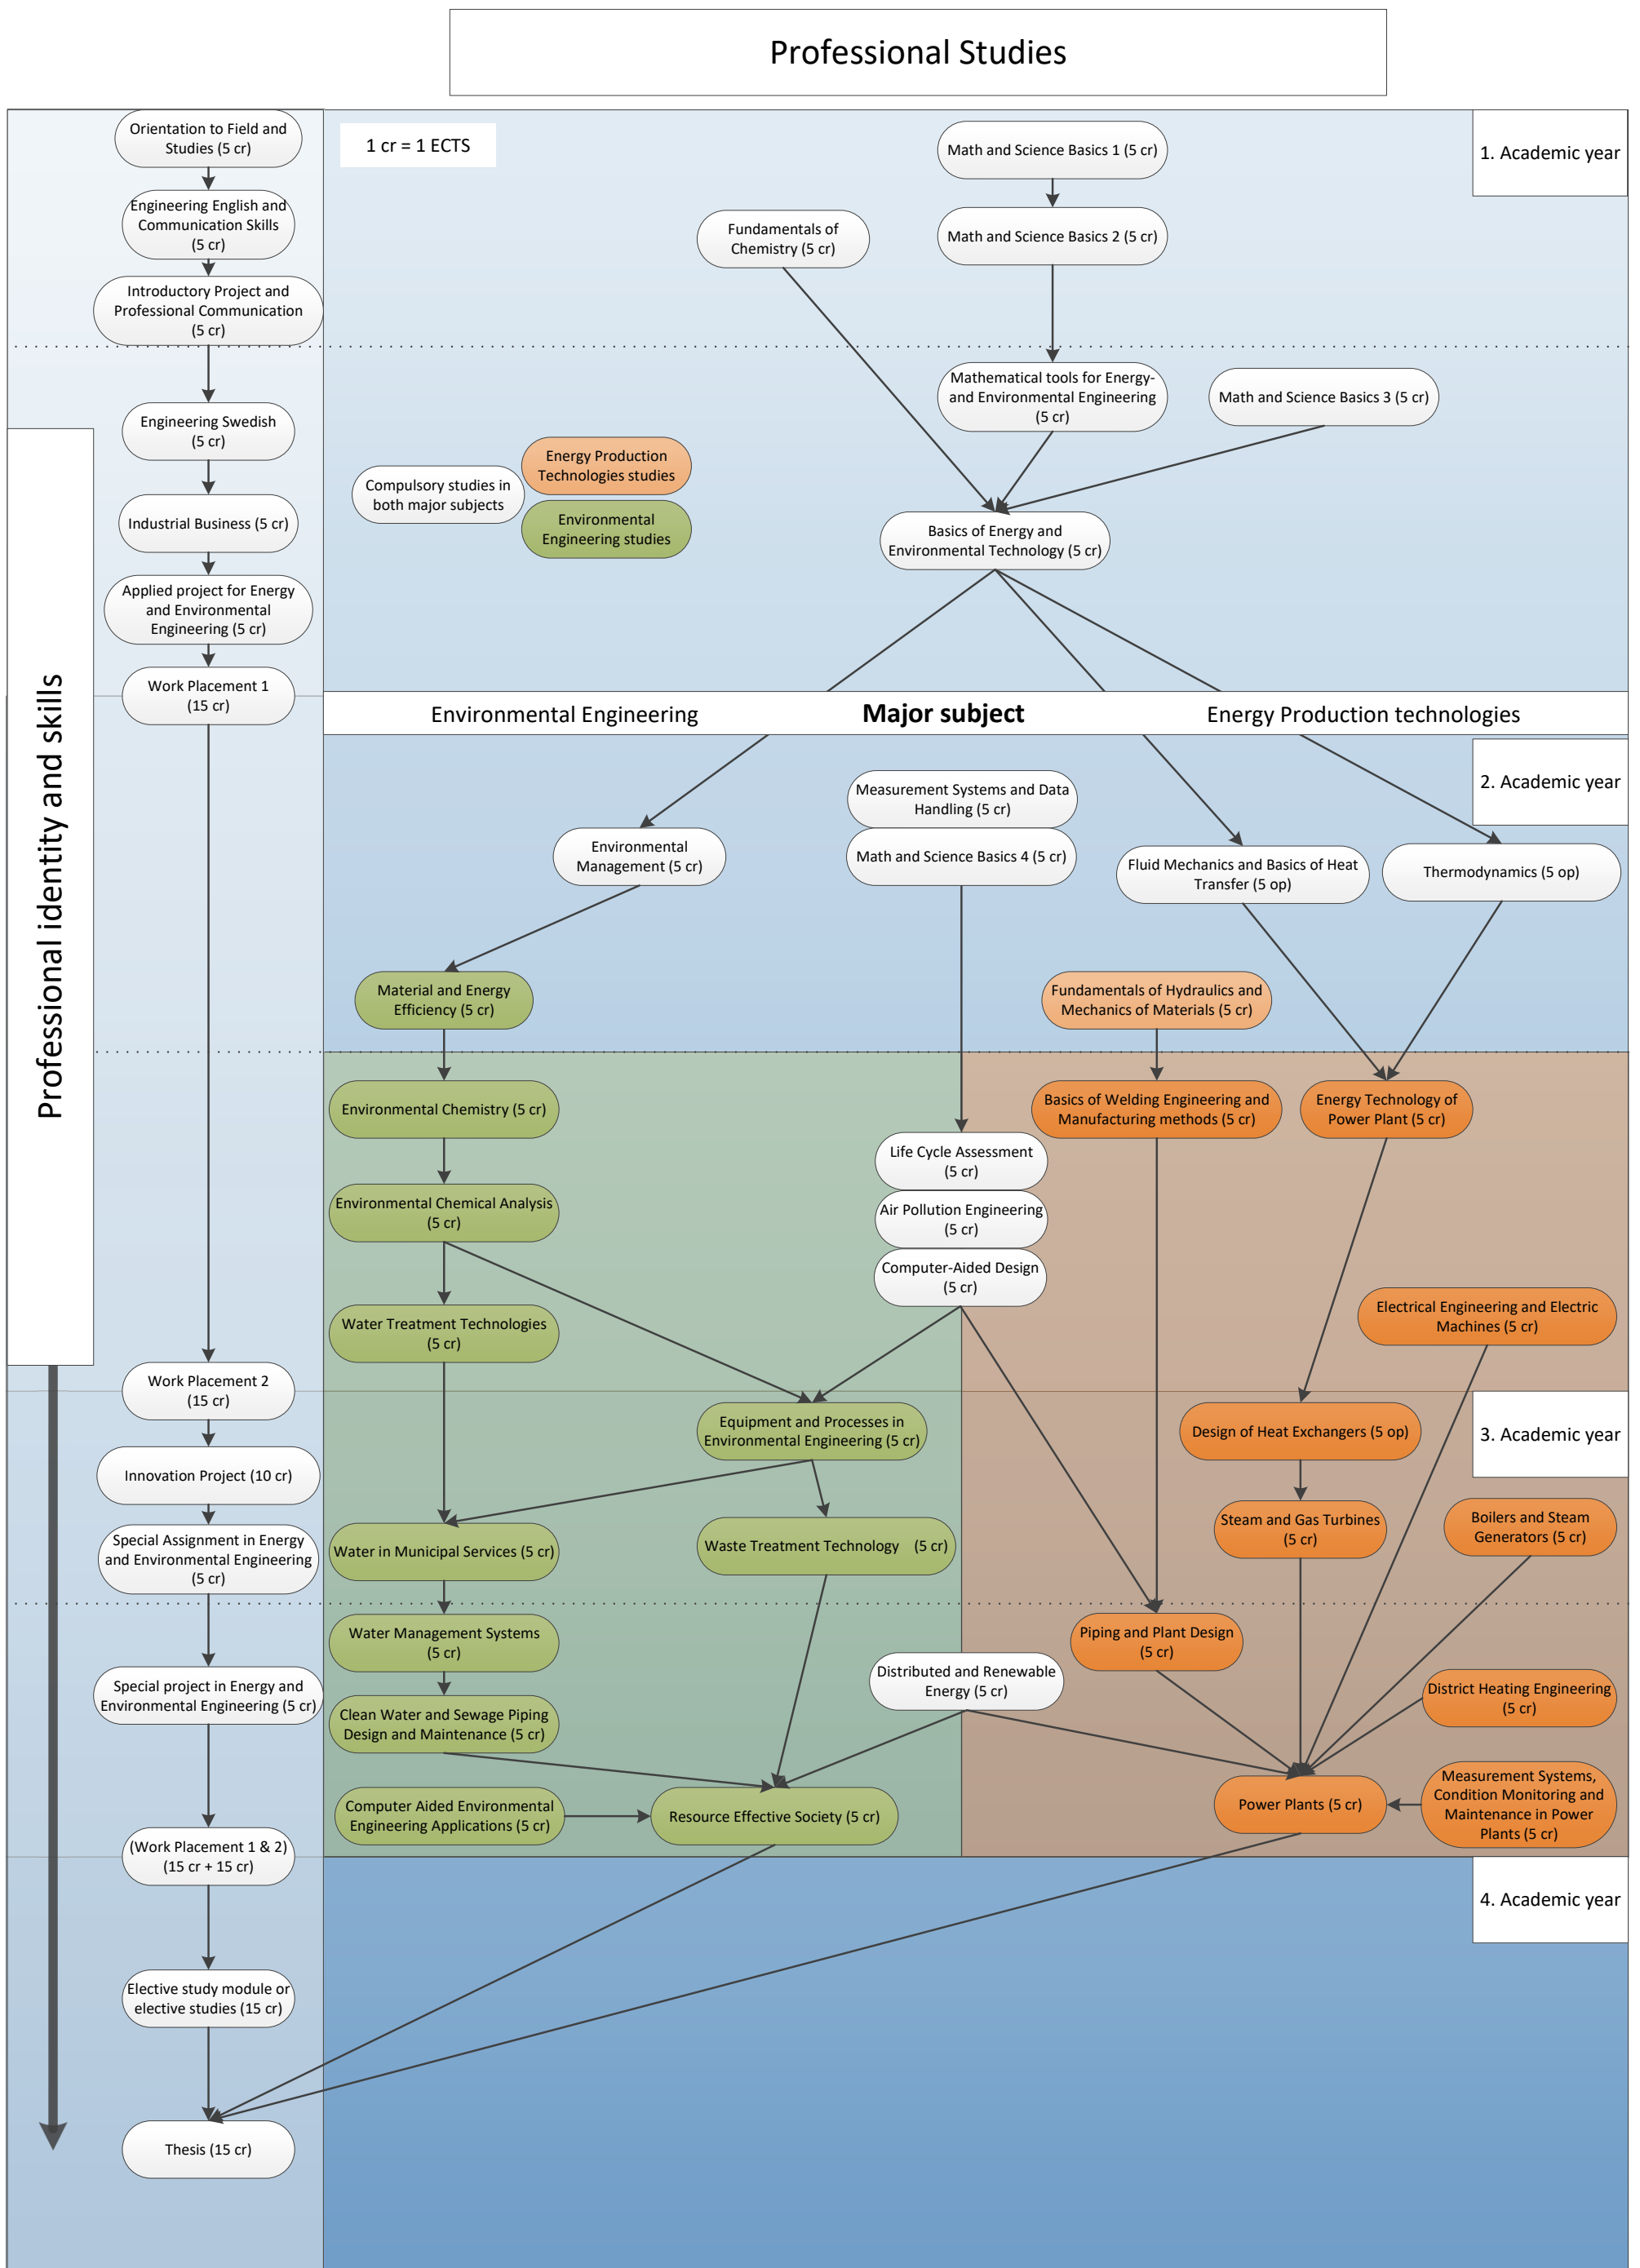 Professional Studies
Orientation to Field and
Studies (5 cr)
Engineering English and
Communication Skills
(5 cr)
Introductory Project and
Professional Communication
(5 cr)
Engineering Swedish
(5 cr)
Industrial Business (5 cr)
Applied project for Energy
and Environmental
Engineering (5 cr)
Work Placement 1
(15 cr)
Professional identity and skills
Work Placement 2
(15 cr)
Innovation Project (10 cr)
Special Assignment in Energy
and Environmental Engineering
(5 cr)
Special project in Energy and
Environmental Engineering (5 cr)
(Work Placement 1 & 2)
(15 cr + 15 cr)
Elective study module or
elective studies (15 cr)
Thesis (15 cr)
1 cr = 1 ECTS
1. Academic year
Math and Science Basics 1 (5 cr)
Fundamentals of
Chemistry (5 cr)
Math and Science Basics 2 (5 cr)
Mathematical tools for Energy-
and Environmental Engineering
(5 cr)
Math and Science Basics 3 (5 cr)
Compulsory studies in
both major subjects
Energy Production
Technologies studies
Environmental
Engineering studies
Basics of Energy and
Environmental Technology (5 cr)
Environmental Engineering
Major subject
Energy Production technologies
2. Academic year
Measurement Systems and Data
Handling (5 cr)
Environmental
Management (5 cr)
Math and Science Basics 4 (5 cr)
Fluid Mechanics and Basics of Heat
Transfer (5 op)
Thermodynamics (5 op)
Material and Energy
Efficiency (5 cr)
Fundamentals of Hydraulics and
Mechanics of Materials (5 cr)
Environmental Chemistry (5 cr)
Basics of Welding Engineering and
Manufacturing methods (5 cr)
Energy Technology of
Power Plant (5 cr)
Life Cycle Assessment
(5 cr)
Environmental Chemical Analysis
(5 cr)
Air Pollution Engineering
(5 cr)
Computer-Aided Design
(5 cr)
Water Treatment Technologies
(5 cr)
Electrical Engineering and Electric
Machines (5 cr)
3. Academic year
Equipment and Processes in
Environmental Engineering (5 cr)
Design of Heat Exchangers (5 op)
Steam and Gas Turbines
(5 cr)
Boilers and Steam
Generators (5 cr)
Water in Municipal Services (5 cr)
Waste Treatment Technology (5 cr)
Water Management Systems
(5 cr)
Piping and Plant Design
(5 cr)
Distributed and Renewable
Energy (5 cr)
District Heating Engineering
(5 cr)
Clean Water and Sewage Piping
Design and Maintenance (5 cr)
Computer Aided Environmental
Engineering Applications (5 cr)
Resource Effective Society (5 cr)
Power Plants (5 cr)
Measurement Systems,
Condition Monitoring and
Maintenance in Power
Plants (5 cr)
4. Academic year